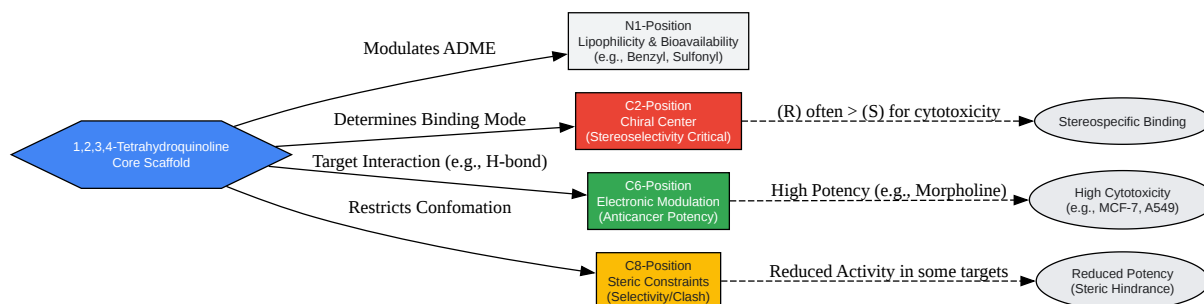 N1-Position
Lipophilicity & Bioavailability
(e.g., Benzyl, Sulfonyl)
Modulates ADME
C2-Position
Chiral Center
(Stereoselectivity Critical)
(R) often > (S) for cytotoxicity
Stereospecific Binding
Determines Binding Mode
1,2,3,4-Tetrahydroquinoline
Core Scaffold
Target Interaction (e.g., H-bond)
C6-Position
Electronic Modulation
(Anticancer Potency)
High Potency (e.g., Morpholine)
High Cytotoxicity
(e.g., MCF-7, A549)
Restricts Confomation
C8-Position
Steric Constraints
(Selectivity/Clash)
Reduced Activity in some targets
Reduced Potency
(Steric Hindrance)